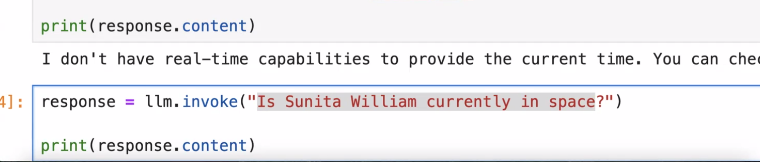 print(response.content)
I don't have real-time capabilities to provide the current time. You can
4]:
response = llm.invoke("Is Sunita William currently in space?")
print(response.content)